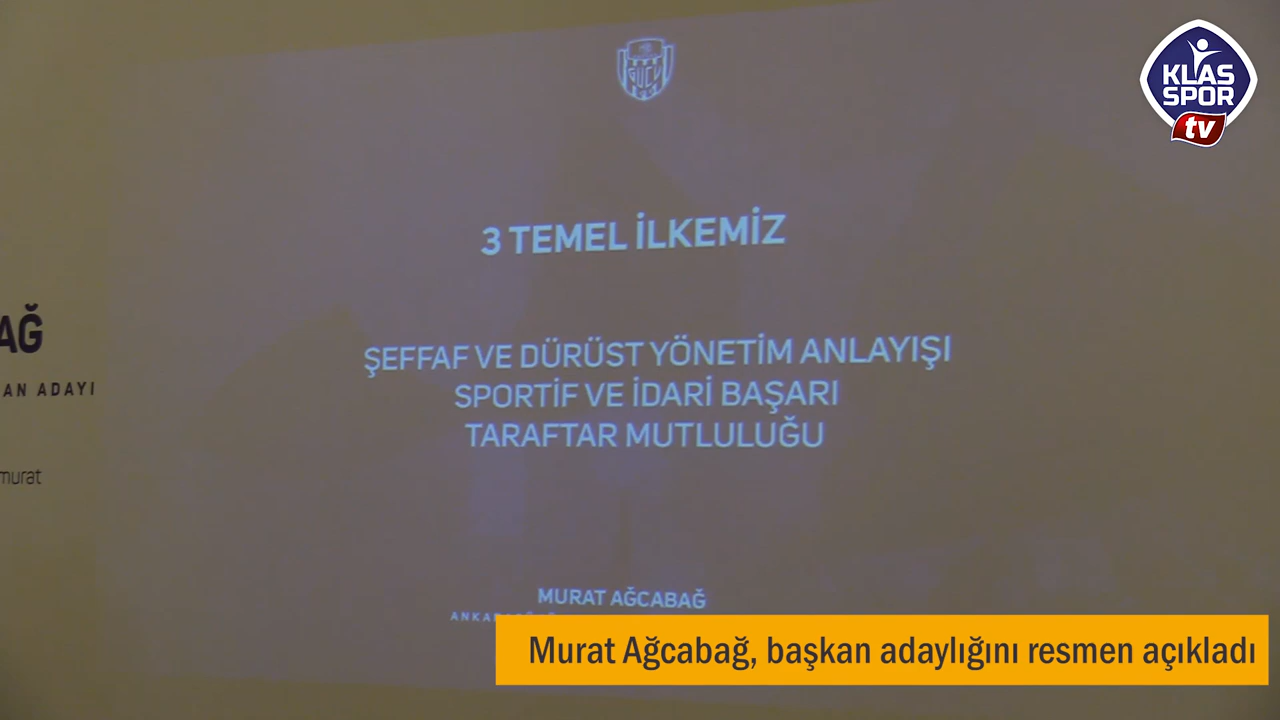 KLAS
SPOR
tv
GÜCÜ
3 TEMEL İLKEMİZ
ŞEFFAF VE DÜRÜST YÖNETİM ANLAYIŞI
SPORTİF VE İDARİ BAŞARI
TARAFTAR MUTLULUĞU
AĞ
AN ADAYI
murat
MURAT AĞCABAĞ
Murat Ağcabağ, başkan adaylığını resmen açıkladı